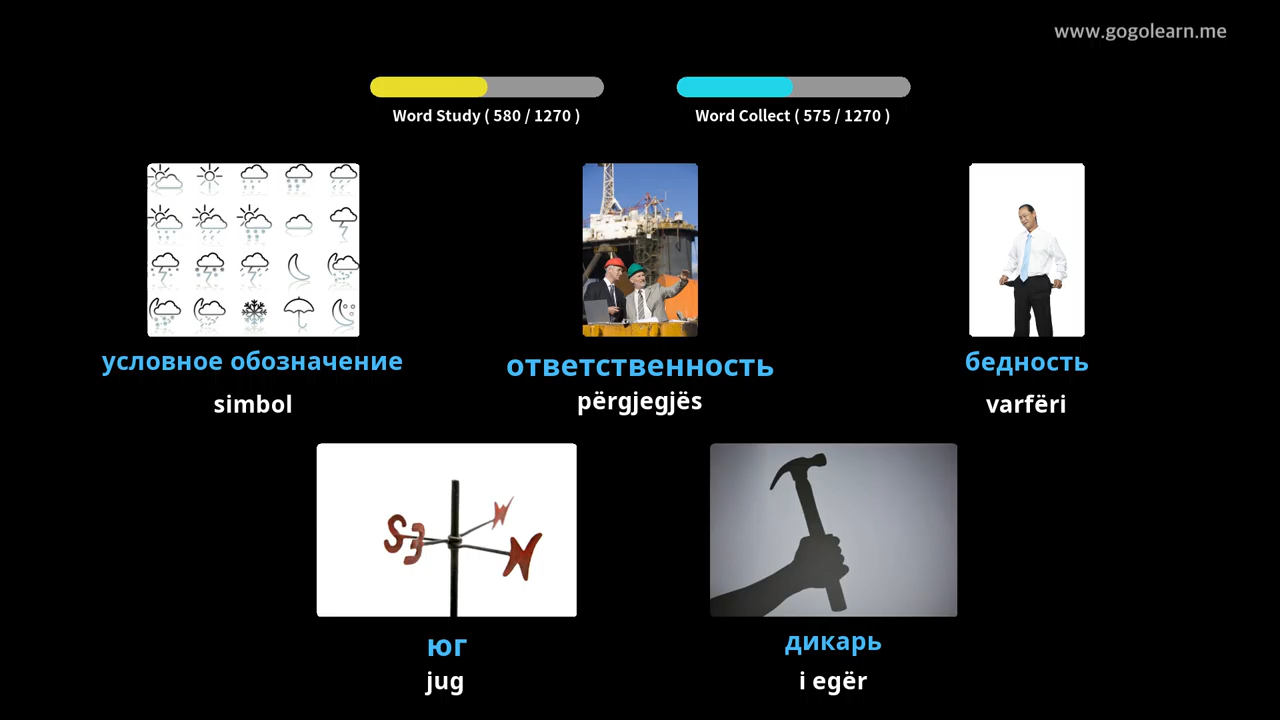 www.gogolearn.me
Word Study ( 580 / 1270 )
Word Collect ( 575 / 1270 )
условное обозначение
simbol
ответственность
përgjegjës
бедность
varfëri
S E N W
юг
jug
дикарь
i egër